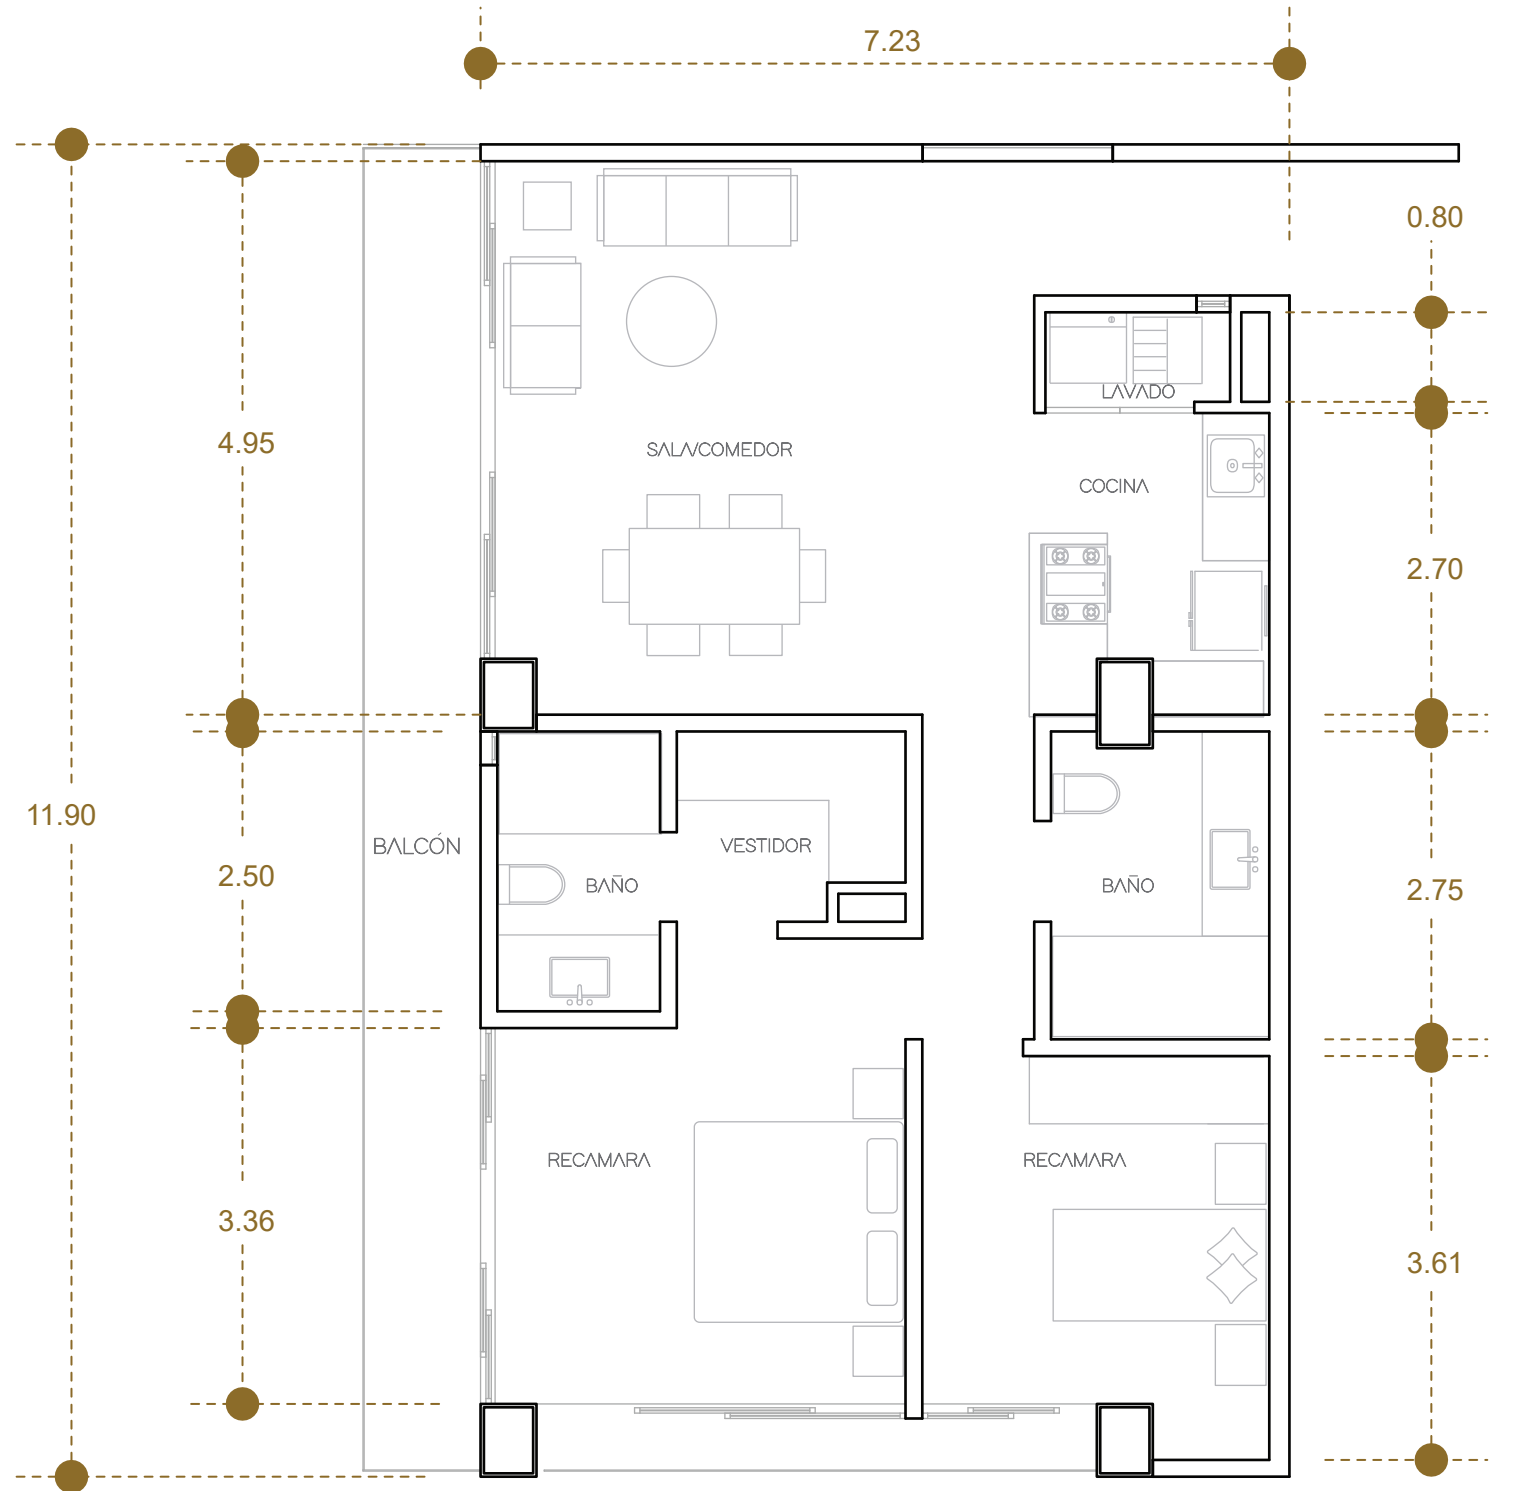 7.23
0.80
LAVADO
4.95
SALA/COMEDOR
COCINA
2.70
11.90
BALCÓN
VESTIDOR
2.50
BAÑO
BAÑO
2.75
RECAMARA
RECAMARA
3.36
3.61